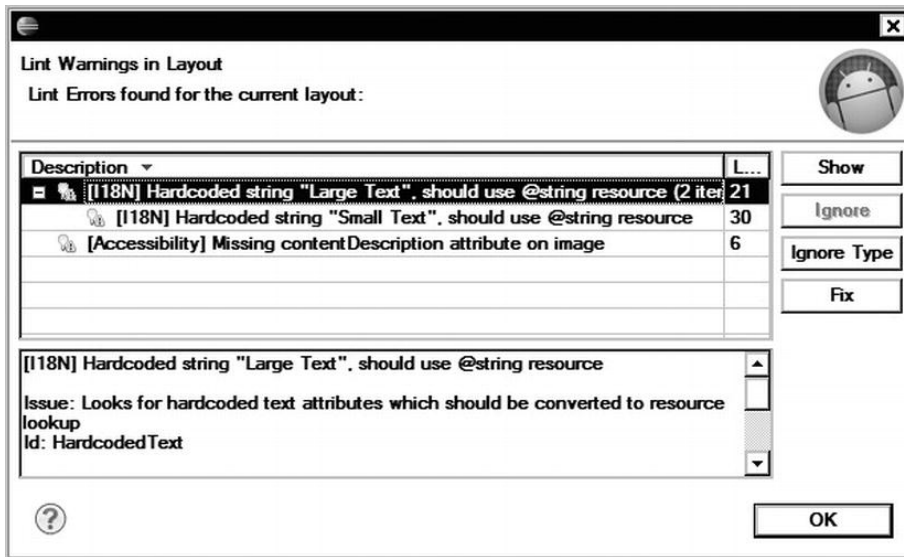 Lint Warnings in Layout
Lint Errors found for the current layout:
Description L...
[I18N] Hardcoded string "Large Text", should use @string resource (2 iter 21
[I18N] Hardcoded string "Small Text", should use @string resource 30
[Accessibility] Missing contentDescription attribute on image 6
Show
Ignore
Ignore Type
Fix
[I18N] Hardcoded string "Large Text", should use @string resource
Issue: Looks for hardcoded text attributes which should be converted to resource
lookup
Id: HardcodedText
?
OK